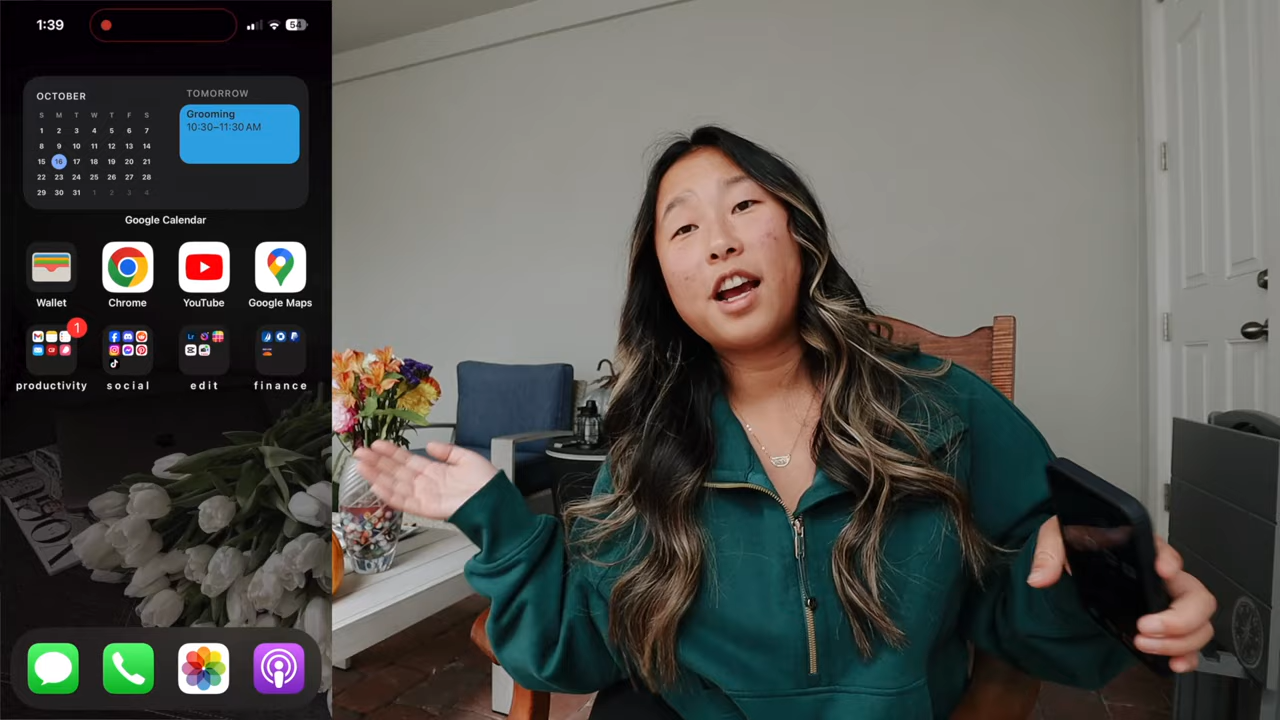 1:39
54
OCTOBER
S M T W T F S
1 2 3 4 5 6 7
8 9 10 11 12 13 14
15 16 17 18 19 20 21
22 23 24 25 26 27 28
29 30 31 1 2 3 4
TOMORROW
Grooming
10:30–11:30 AM
Google Calendar
Wallet Chrome YouTube Google Maps
1
productivity social edit finance
VOGUE